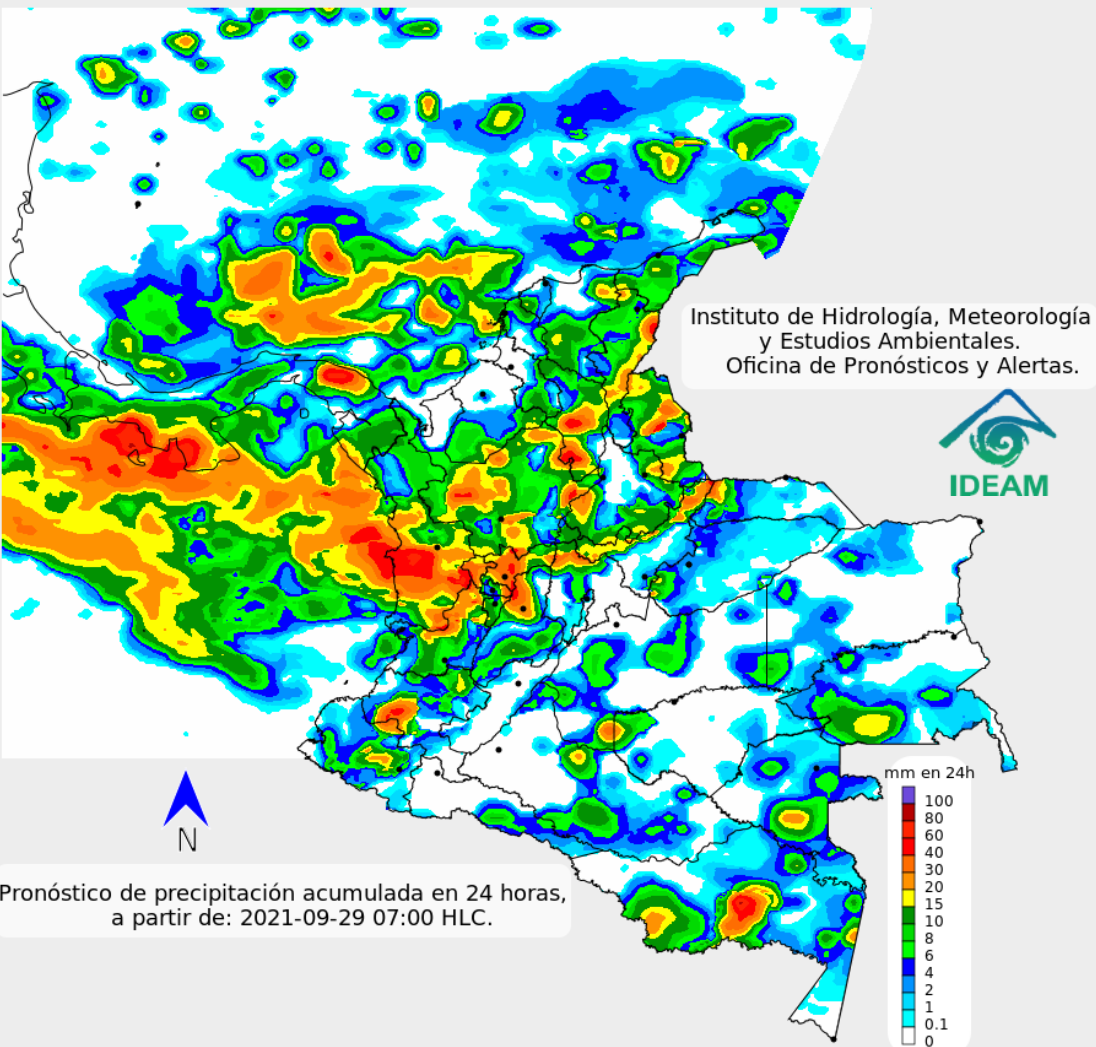 Instituto de Hidrología, Meteorología
y Estudios Ambientales.
Oficina de Pronósticos y Alertas.
IDEAM
mm en 24h
100
80
60
40
30
20
15
10
8
6
4
2
1
0.1
0
N
Pronóstico de precipitación acumulada en 24 horas,
a partir de: 2021-09-29 07:00 HLC.